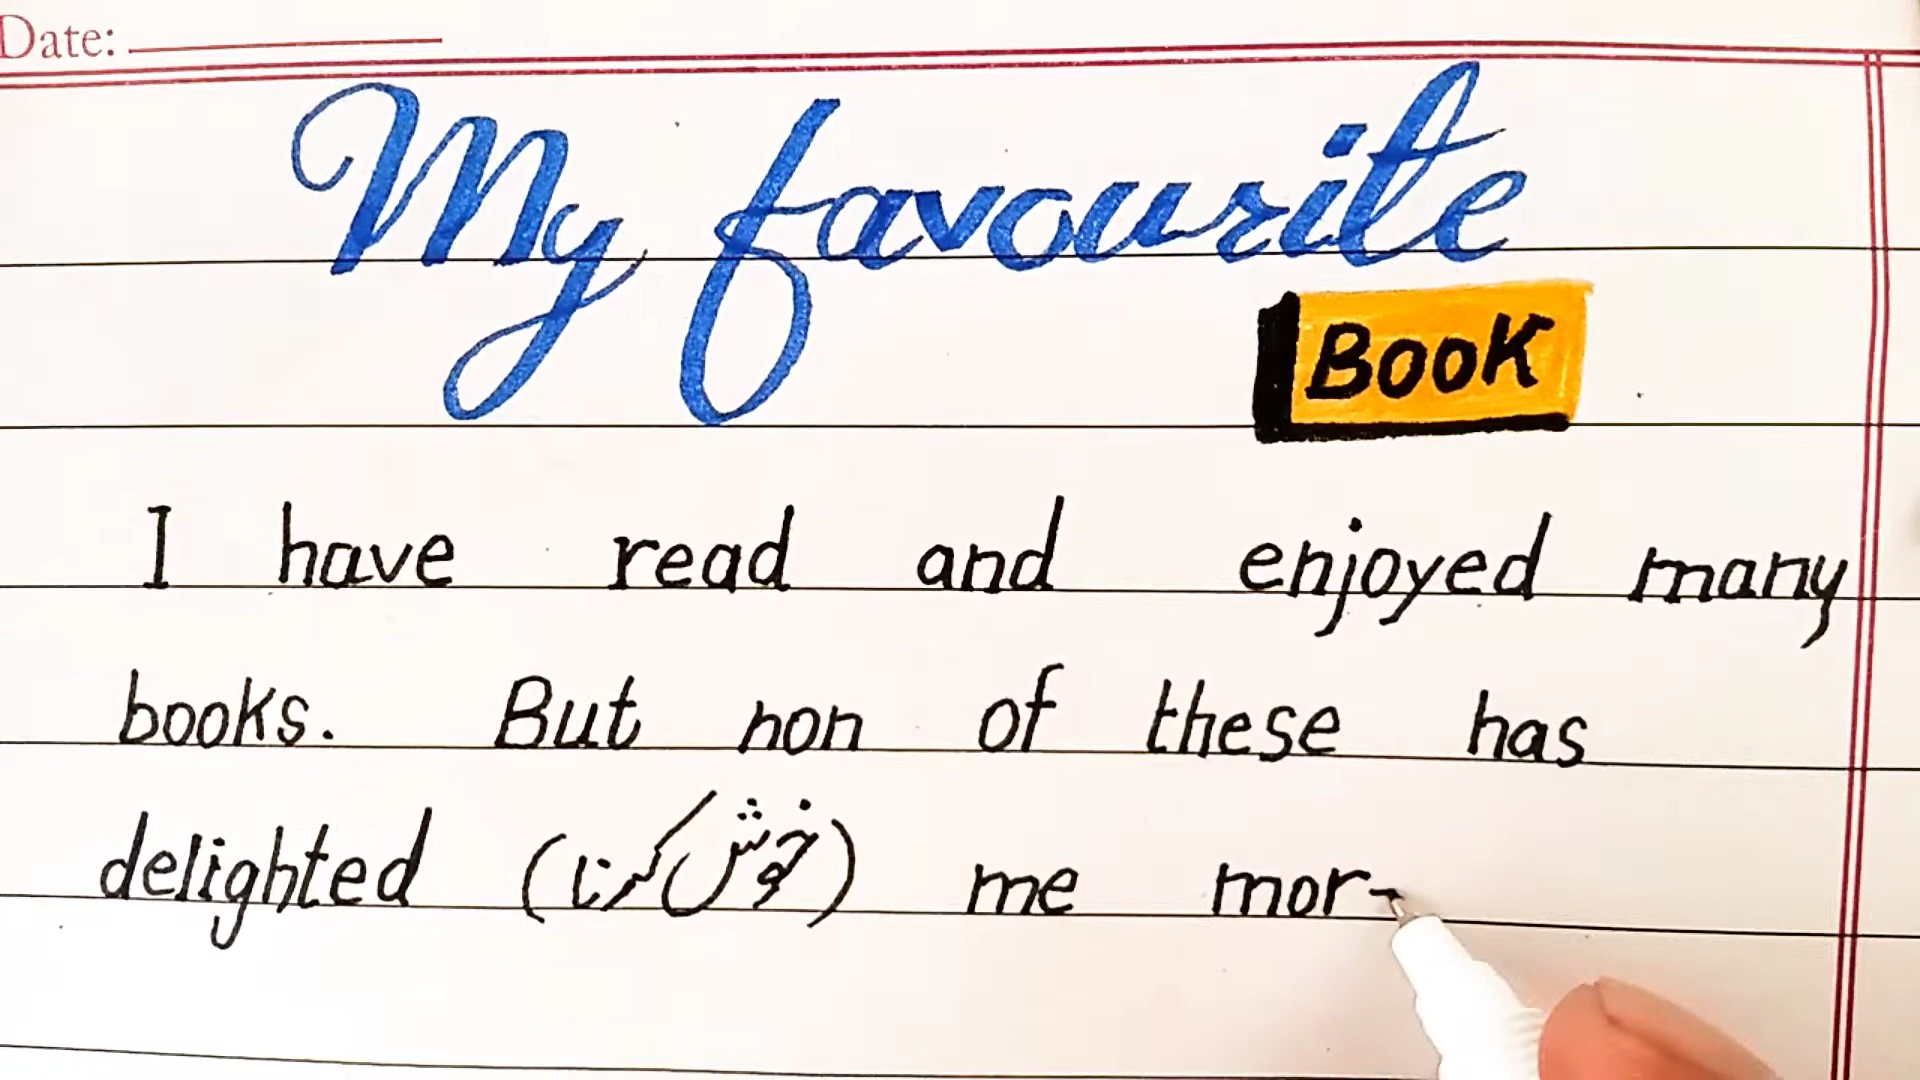 Date:
My favourite
BOOK
I have read and enjoyed many
books. But non of these has
delighted (خوش کرنا) me mor